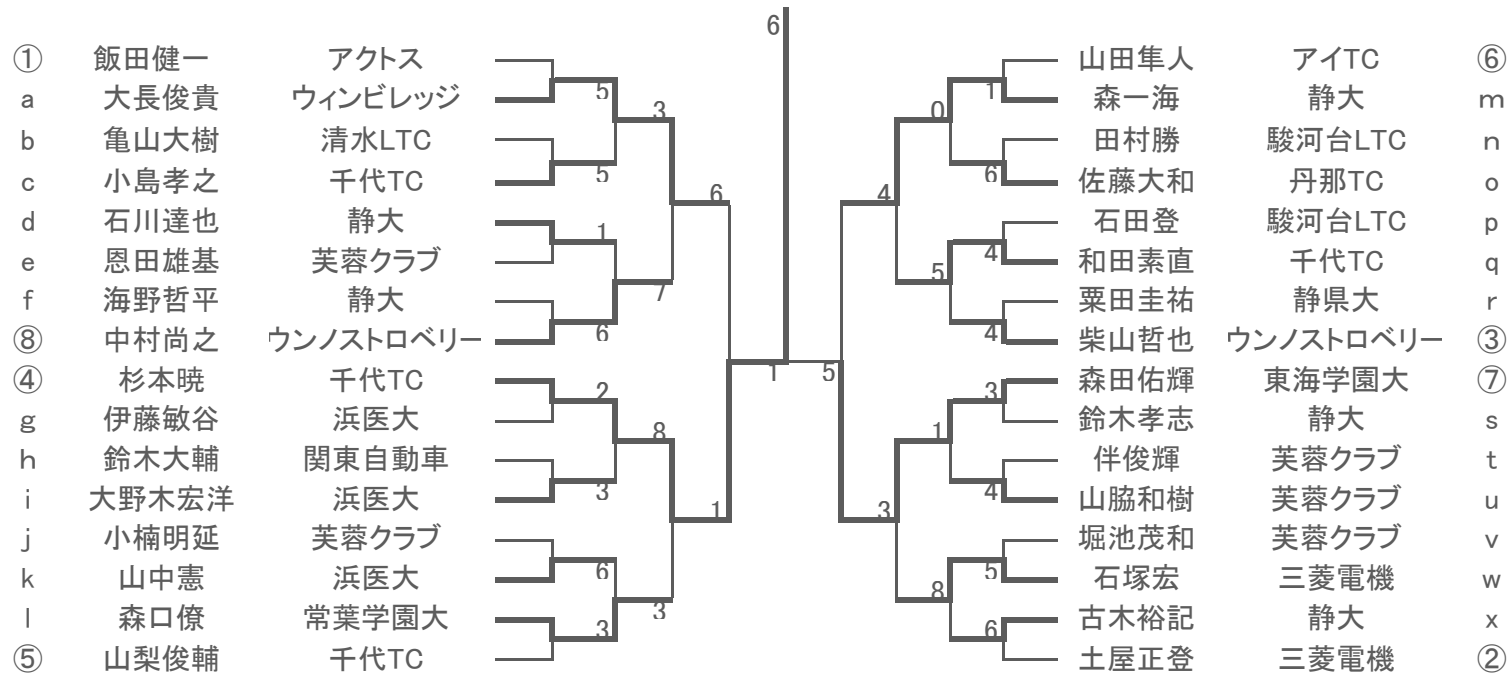 6
① 飯田健一 アクトス 山田隼人 アイTC ⑥
a 大長俊貴 ウィンビレッジ 5 3 0 1 森一海 静大 m
b 亀山大樹 清水LTC 田村勝 駿河台LTC n
c 小島孝之 千代TC 5 6 4 6 佐藤大和 丹那TC o
d 石川達也 静大 1 石田登 駿河台LTC p
e 恩田雄基 芙蓉クラブ 7 5 4 和田素直 千代TC q
f 海野哲平 静大 粟田圭祐 静県大 r
⑧ 中村尚之 ウンノストロベリー 6 4 柴山哲也 ウンノストロベリー ③
④ 杉本暁 千代TC 2 1 5 3 森田佑輝 東海学園大 ⑦
g 伊藤敏谷 浜医大 8 1 鈴木孝志 静大 s
h 鈴木大輔 関東自動車 伴俊輝 芙蓉クラブ t
i 大野木宏洋 浜医大 3 1 3 4 山脇和樹 芙蓉クラブ u
j 小楠明延 芙蓉クラブ 堀池茂和 芙蓉クラブ v
k 山中憲 浜医大 6 8 5 石塚宏 三菱電機 w
l 森口僚 常葉学園大 3 3 6 古木裕記 静大 x
⑤ 山梨俊輔 千代TC 土屋正登 三菱電機 ②